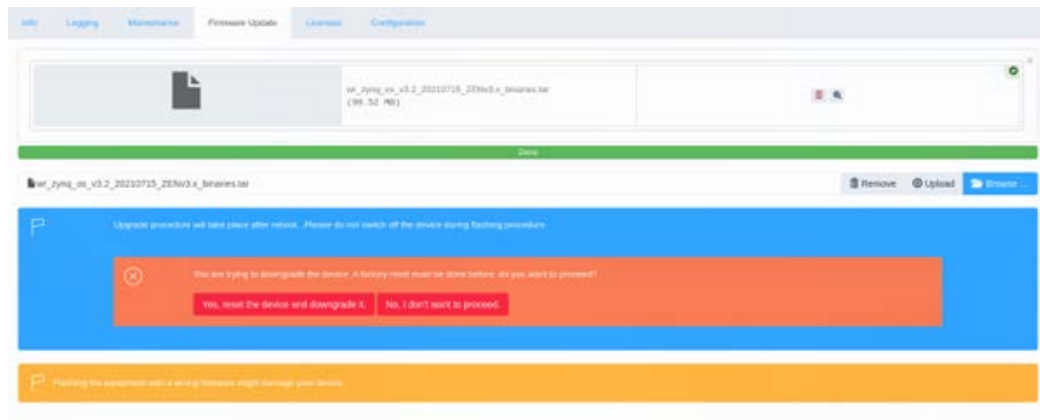 Info Logging Maintenance Firmware Update Licenses Configuration
wr_zynq_os_v3.2_20210715_ZENv3.x_binaries.tar
(98.52 MB)
Done
wr_zynq_os_v3.2_20210715_ZENv3.x_binaries.tar
Remove Upload Browse ...
Upgrade procedure will take place after reboot. .Please do not switch off the device during flashing procedure
You are trying to downgrade the device. A factory reset must be done before. do you want to proceed?
Yes, reset the device and downgrade it. No, I don't want to proceed.
Flashing the equipment with a wrong firmware might damage your device.